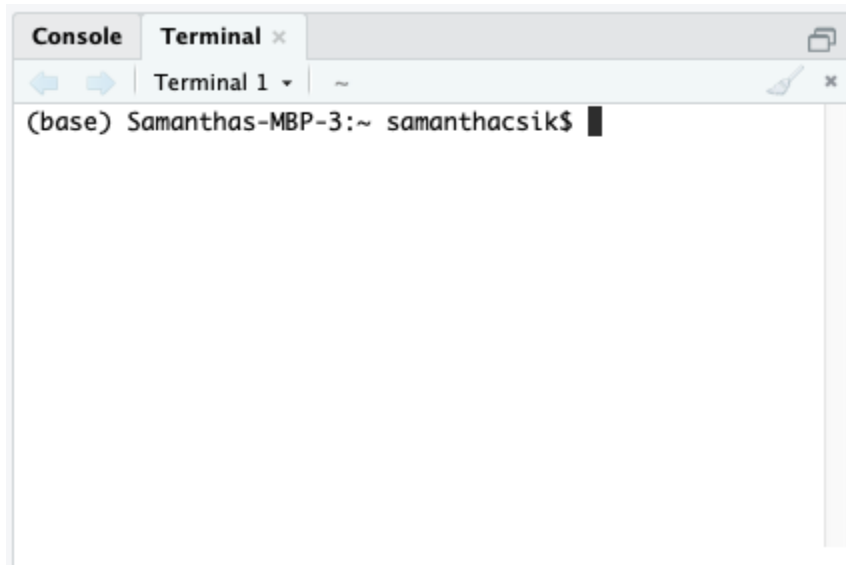 Console Terminal ×
Terminal 1 ~
(base) Samanthas-MBP-3:~ samanthacsik$